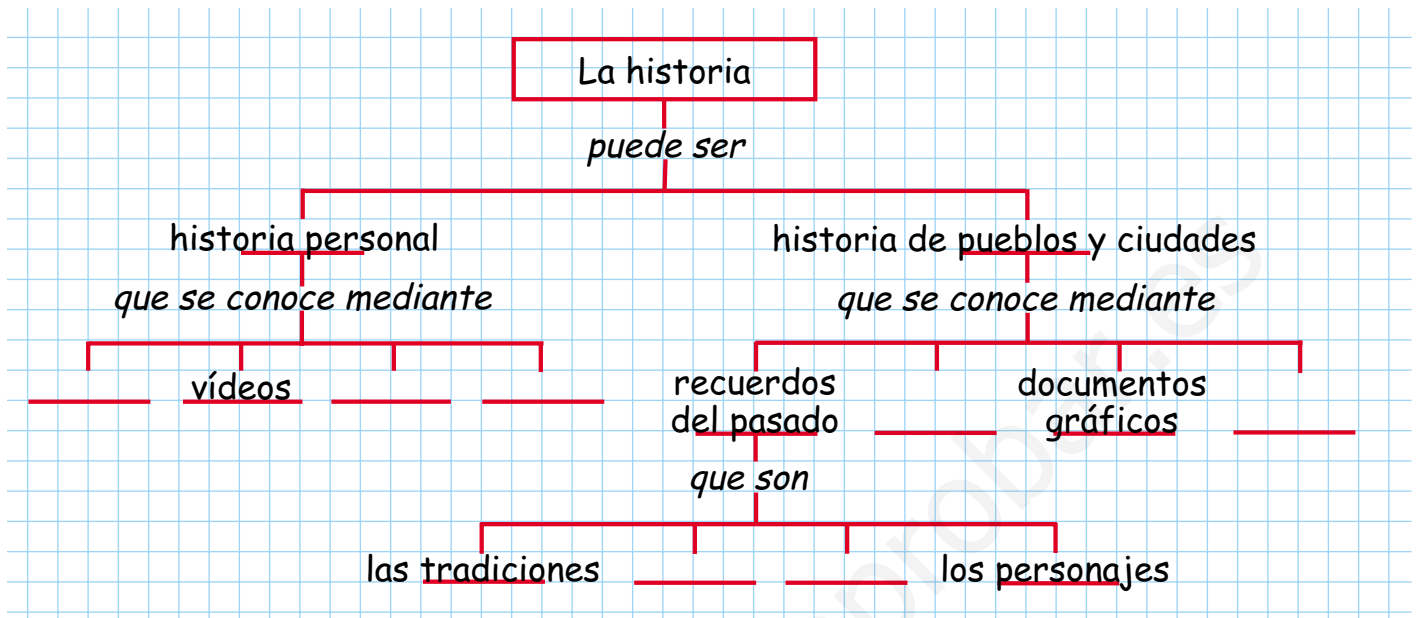 La historia
puede ser
historia personal
historia de pueblos y ciudades
que se conoce mediante
que se conoce mediante
vídeos
recuerdos
del pasado
documentos
gráficos
que son
las tradiciones
los personajes